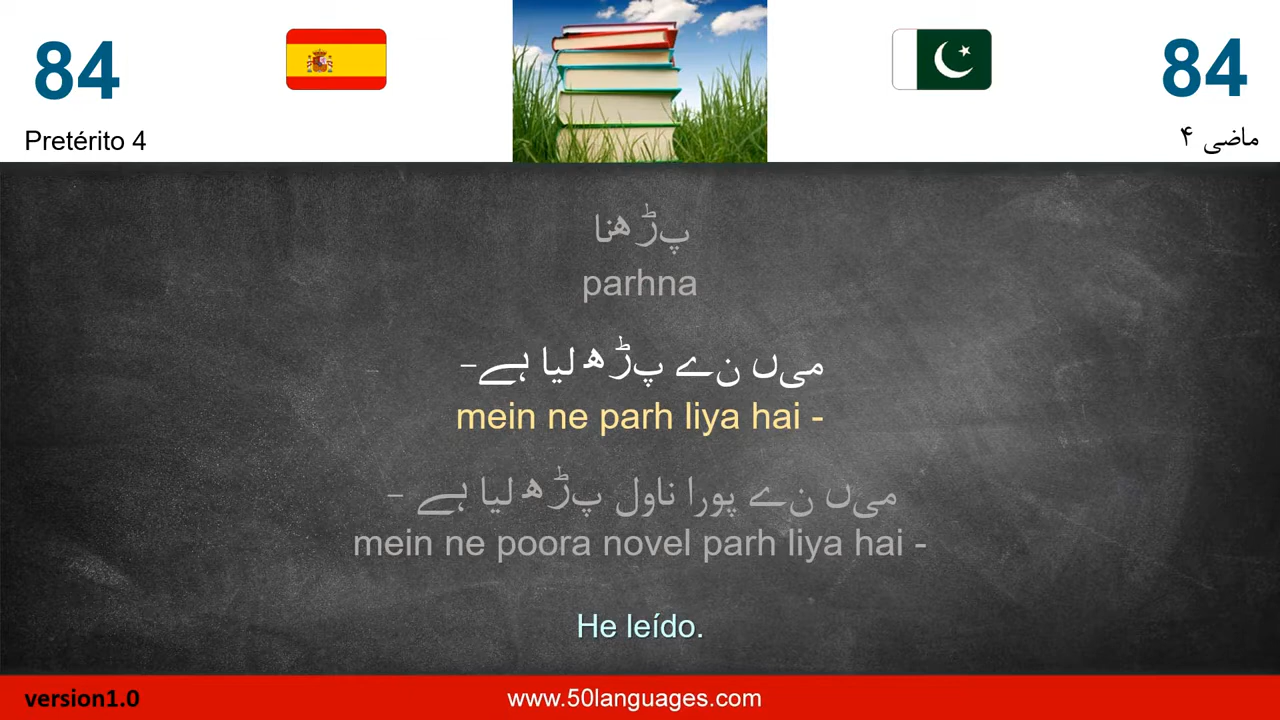 84
84
Pretérito 4
ماضی ۴
پڑھنا
parhna
میں نے پڑھ لیا ہے-
mein ne parh liya hai -
میں نے پورا ناول پڑھ لیا ہے -
mein ne poora novel parh liya hai -
He leído.
version1.0
www.50languages.com